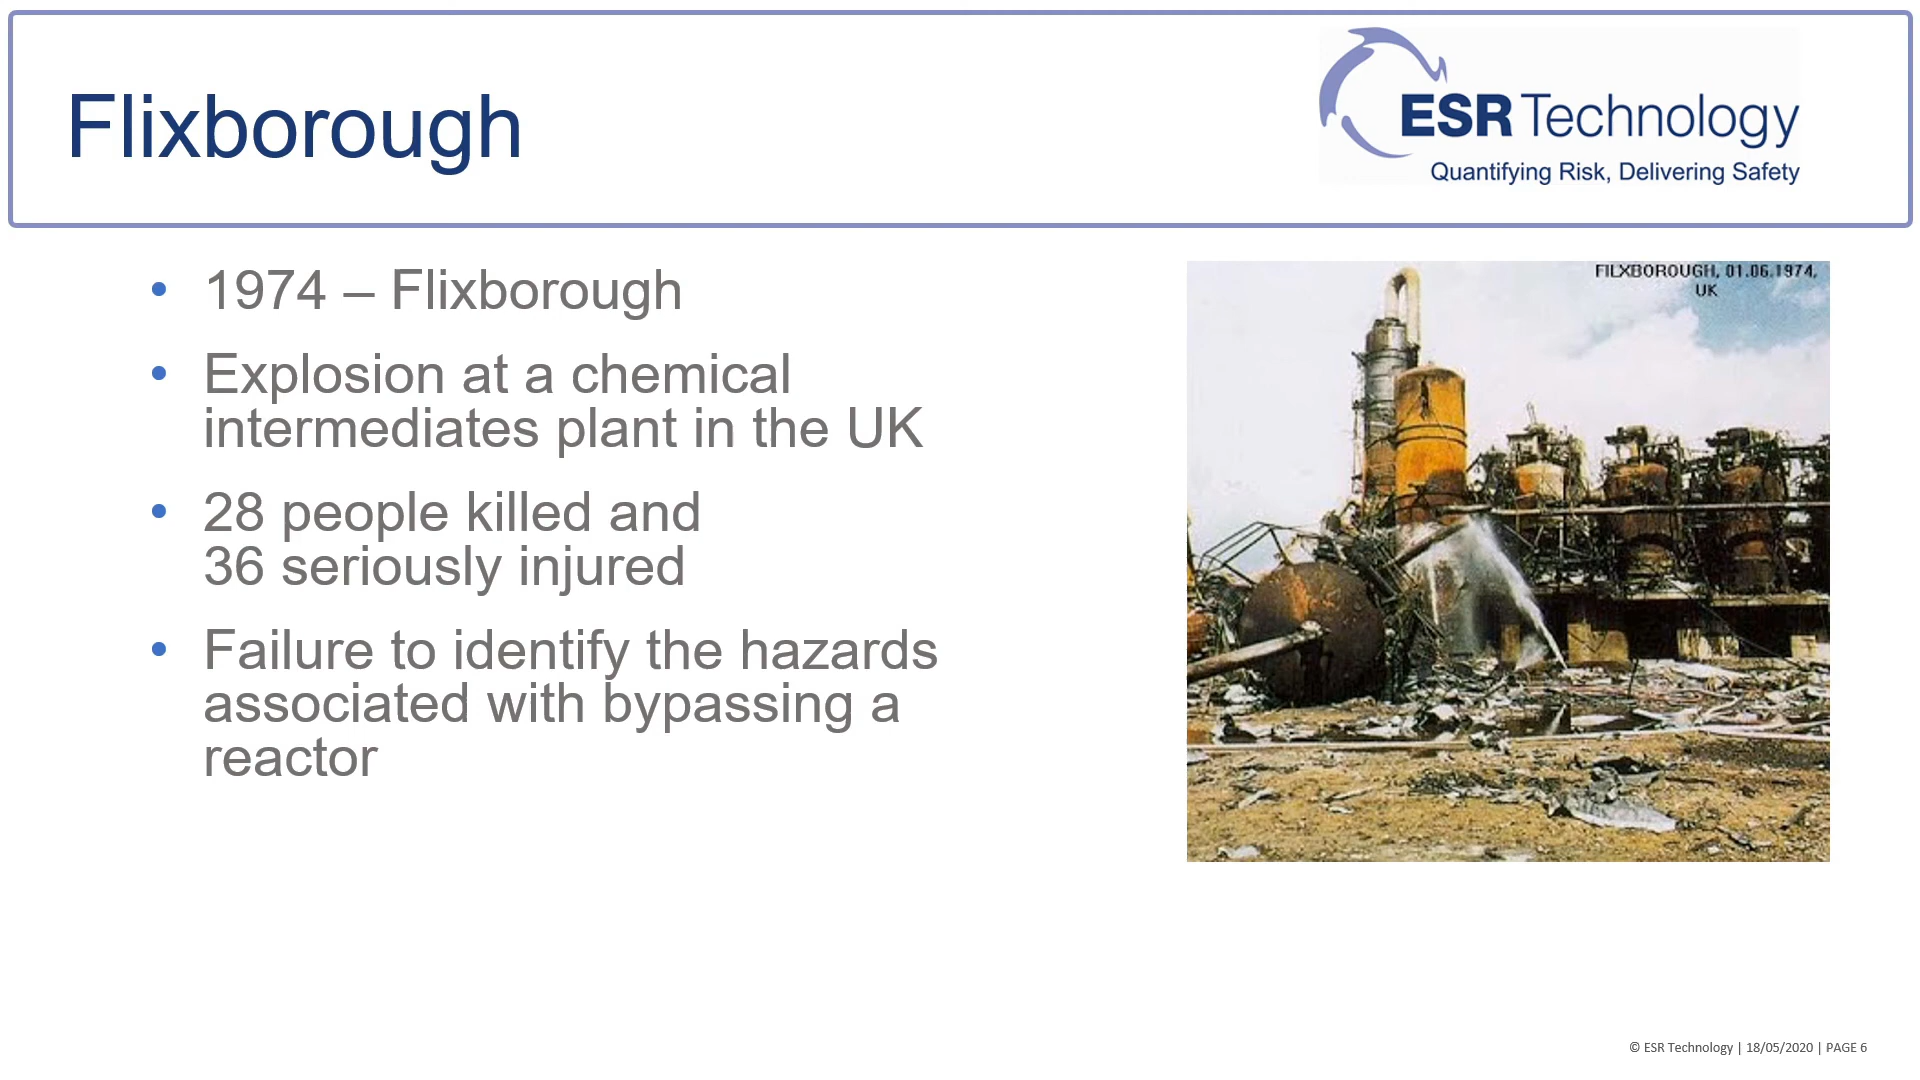 Flixborough
ESR Technology
Quantifying Risk, Delivering Safety
• 1974 – Flixborough
• Explosion at a chemical
intermediates plant in the UK
• 28 people killed and
36 seriously injured
• Failure to identify the hazards
associated with bypassing a
reactor
FILXBOROUGH, 01.06.1974,
UK
© ESR Technology | 18/05/2020 | PAGE 6